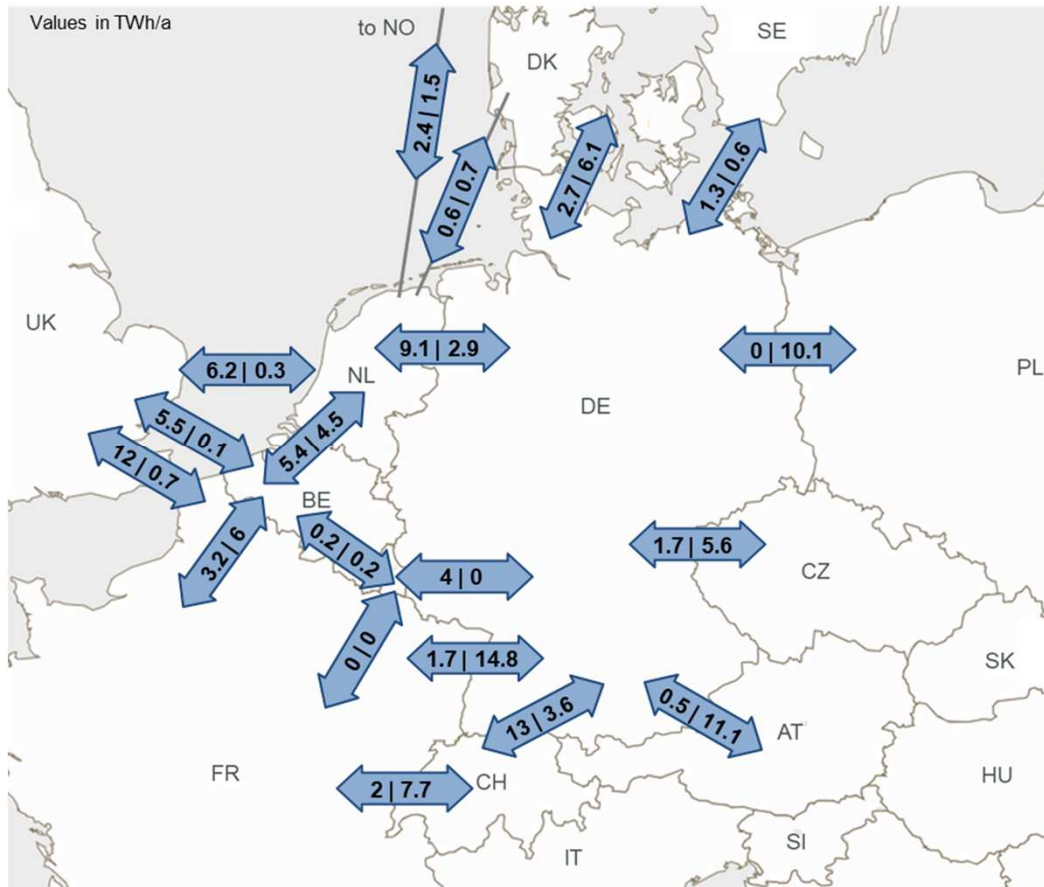 Values in TWh/a
to NO
DK
SE
2.4 | 1.5
0.6 | 0.7
2.7 | 6.1
1.3 | 0.6
UK
6.2 | 0.3
NL
9.1 | 2.9
0 | 10.1
PL
DE
5.5 | 0.1
12 | 0.7
5.4 | 4.5
BE
3.2 | 6
0.2 | 0.2
4 | 0
1.7 | 5.6
CZ
0 | 0
1.7 | 14.8
SK
13 | 3.6
0.5 | 11.1
AT
FR
2 | 7.7
CH
HU
IT
SI